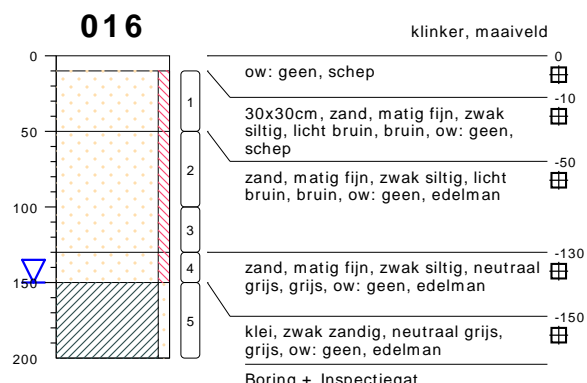 016
klinker, maaiveld
0
0
ow: geen, schep
-10
1
30x30cm, zand, matig fijn, zwak
siltig, licht bruin, bruin, ow: geen,
schep
50
-50
2
zand, matig fijn, zwak siltig, licht
bruin, bruin, ow: geen, edelman
100
3
-130
4
zand, matig fijn, zwak siltig, neutraal
grijs, grijs, ow: geen, edelman
150
-150
5
klei, zwak zandig, neutraal grijs,
grijs, ow: geen, edelman
200
Boring + Inspectiegat